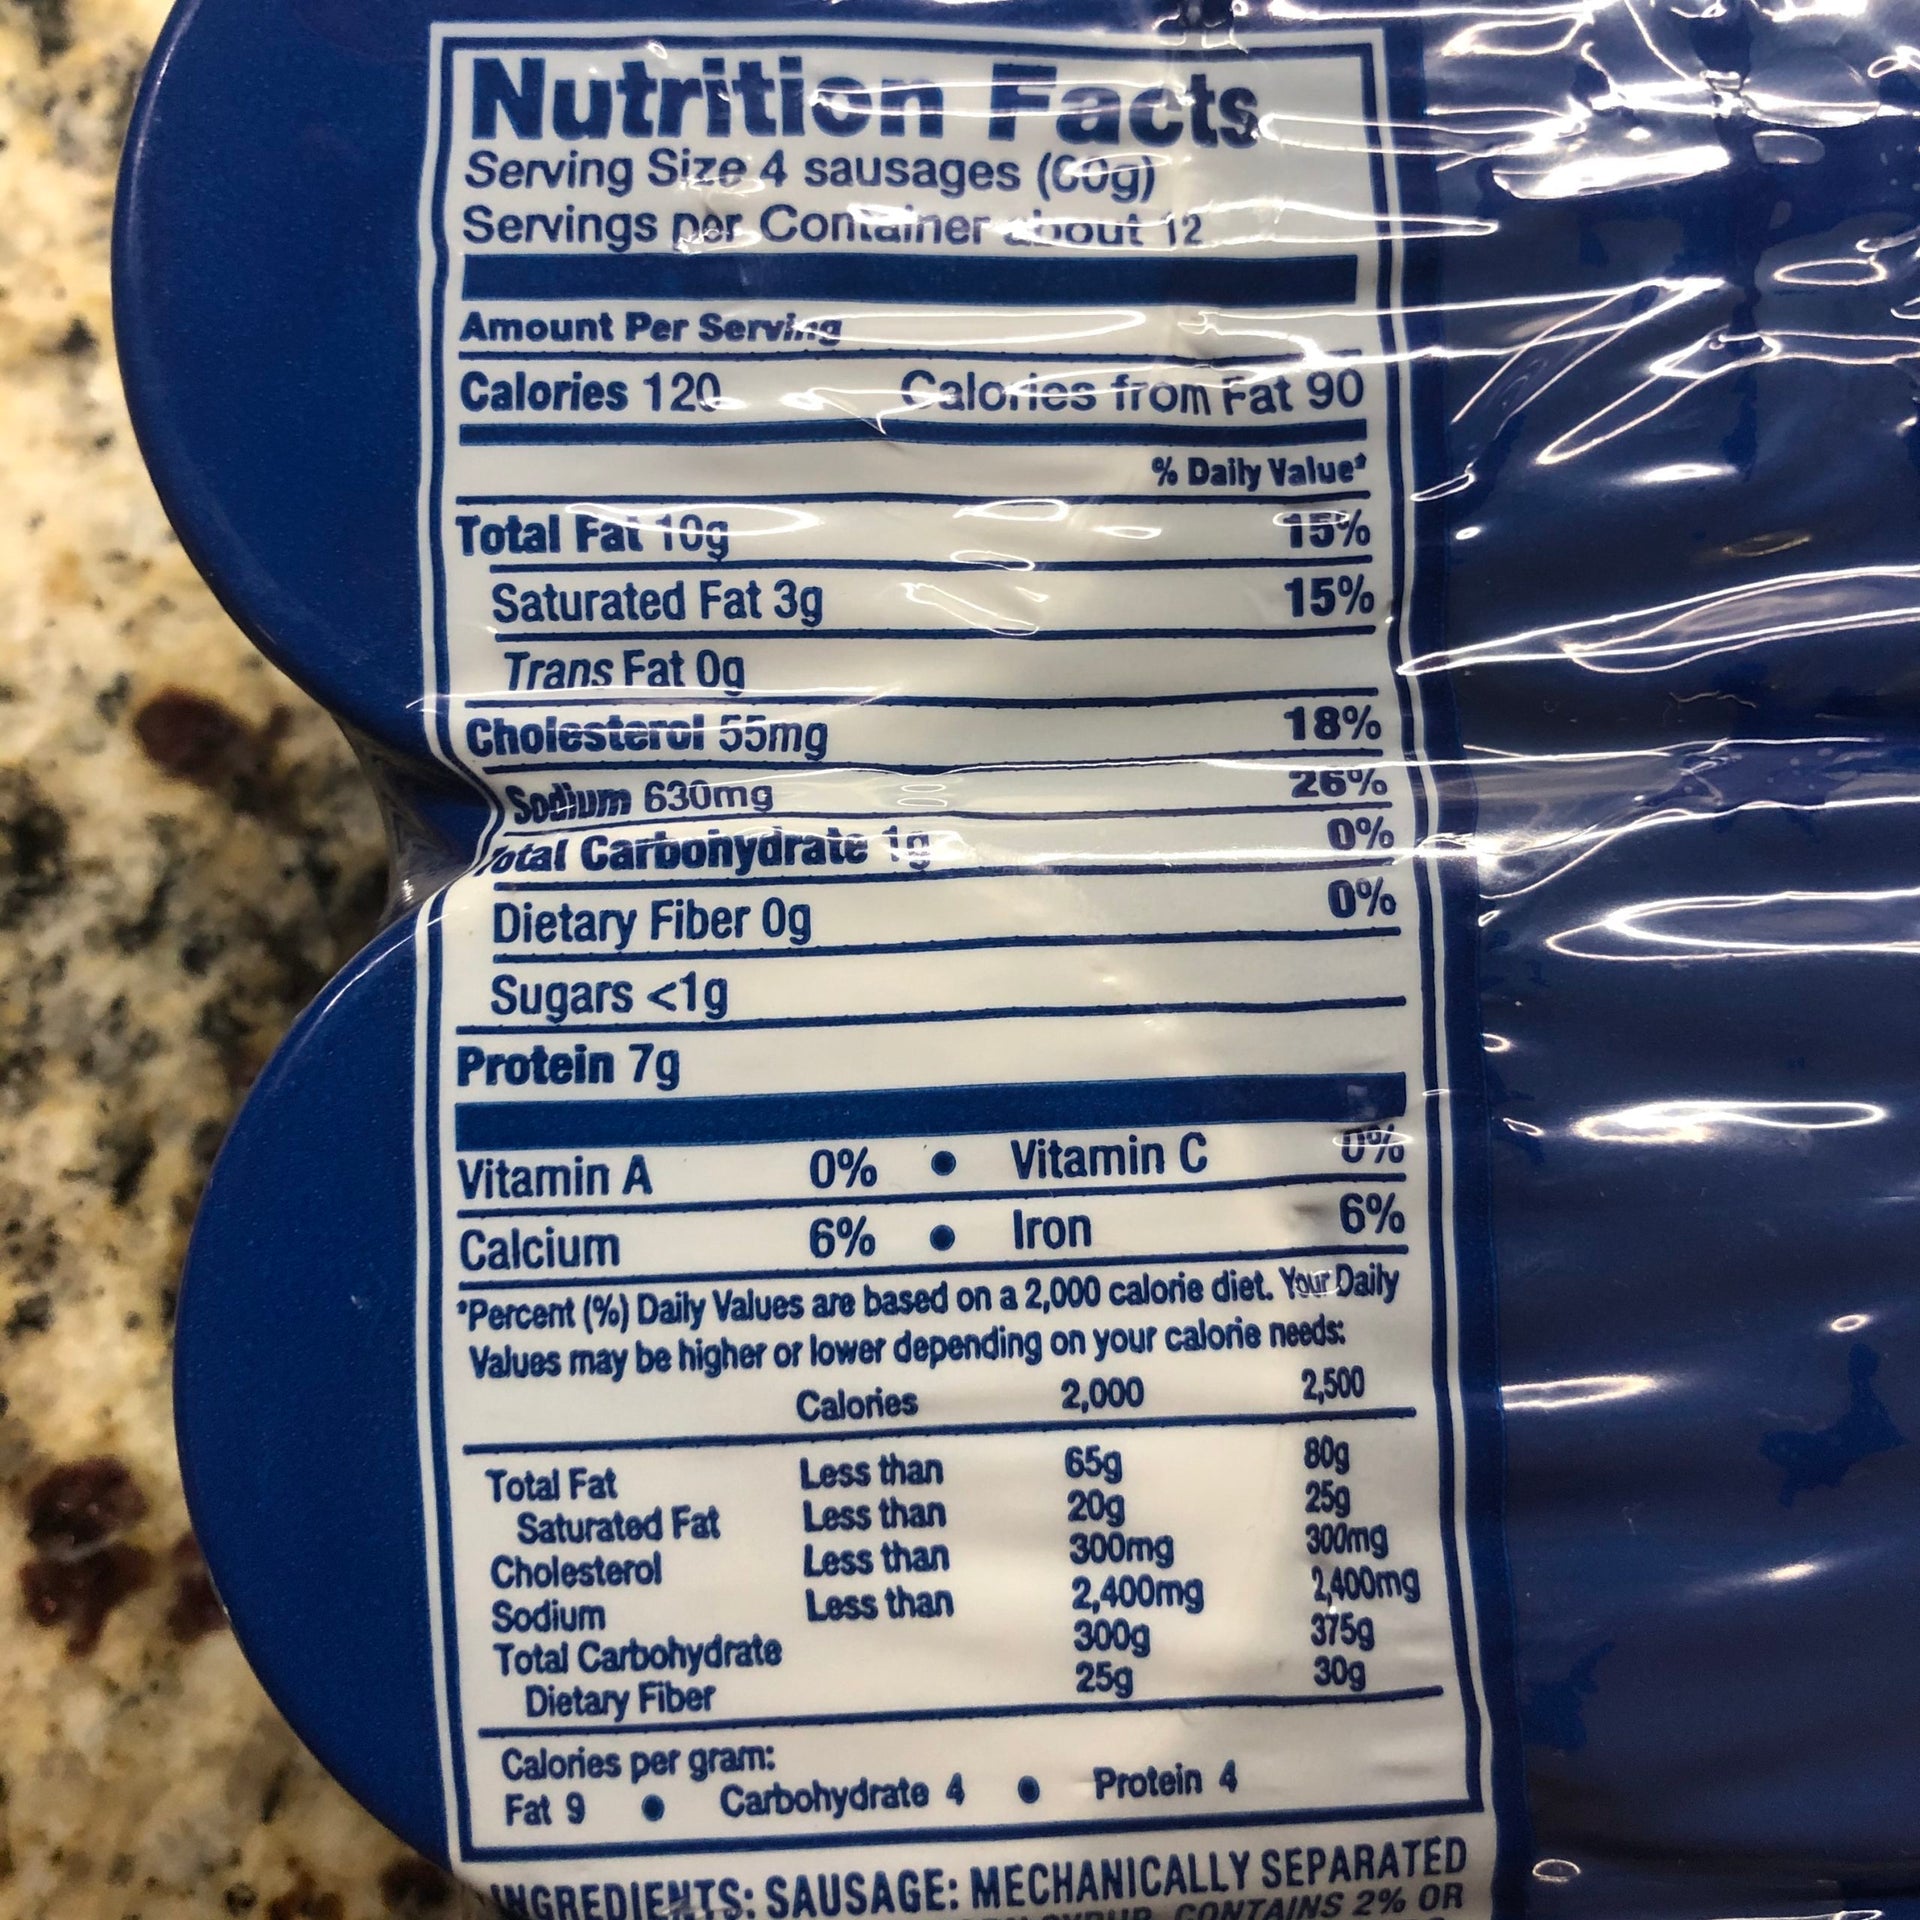 Nutrition Facts
Serving Size 4 sausages (60g)
Servings per Container about 12
Amount Per Serving
Calories 120 Calories from Fat 90
% Daily Value*
Total Fat 10g 15%
Saturated Fat 3g 15%
Trans Fat 0g
Cholesterol 55mg 18%
Sodium 630mg 26%
Total Carbohydrate 1g 0%
Dietary Fiber 0g 0%
Sugars <1g
Protein 7g
Vitamin A 0% • Vitamin C 0%
Calcium 6% • Iron 6%
*Percent (%) Daily Values are based on a 2,000 calorie diet. Your Daily
Values may be higher or lower depending on your calorie needs:
Calories 2,000 2,500
Total Fat Less than 65g 80g
Saturated Fat Less than 20g 25g
Cholesterol Less than 300mg 300mg
Sodium Less than 2,400mg 2,400mg
Total Carbohydrate 300g 375g
Dietary Fiber 25g 30g
Calories per gram:
Fat 9 • Carbohydrate 4 • Protein 4
INGREDIENTS: SAUSAGE: MECHANICALLY SEPARATED
CONTAINS 2% OR